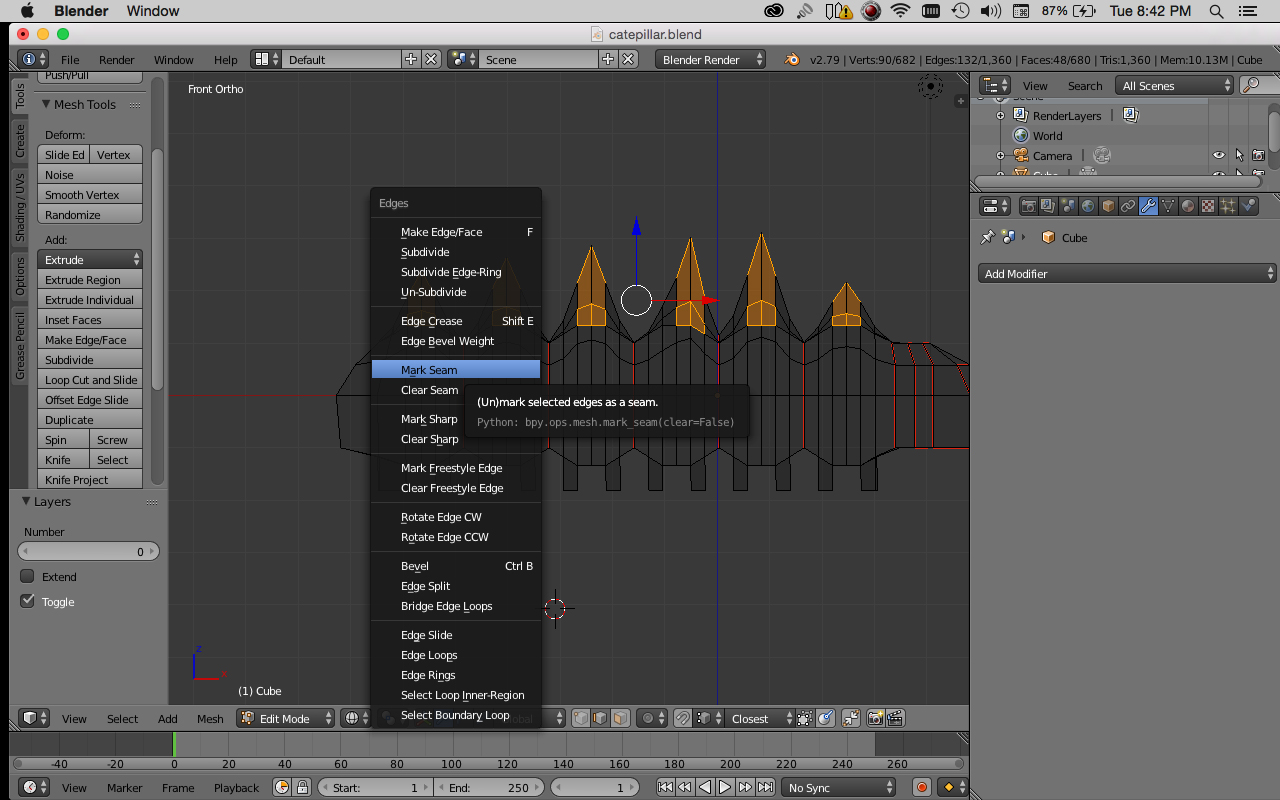 Blender Window 87% Tue 8:42 PM
catepillar.blend
File Render Window Help Default Scene Blender Render v2.79 | Verts:90/682 | Edges:132/1,360 | Faces:48/680 | Tris:1,360 | Mem:10.13M | Cube
Tools
Create
Shading / UVs
Options
Grease Pencil
Push/Pull
Mesh Tools
Deform:
Slide Ed Vertex
Noise
Smooth Vertex
Randomize
Add:
Extrude
Extrude Region
Extrude Individual
Inset Faces
Make Edge/Face
Subdivide
Loop Cut and Slide
Offset Edge Slide
Duplicate
Spin Screw
Knife Select
Knife Project
Layers
Number
0
Extend
Toggle
Front Ortho
Edges
Make Edge/Face F
Subdivide
Subdivide Edge-Ring
Un-Subdivide
Edge Crease Shift E
Edge Bevel Weight
Mark Seam
Clear Seam
Mark Sharp
Clear Sharp
Mark Freestyle Edge
Clear Freestyle Edge
Rotate Edge CW
Rotate Edge CCW
Bevel Ctrl B
Edge Split
Bridge Edge Loops
Edge Slide
Edge Loops
Edge Rings
Select Loop Inner-Region
Select Boundary Loop
(Un)mark selected edges as a seam.
Python: bpy.ops.mesh.mark_seam(clear=False)
z
(1) Cube
View Search All Scenes
Scene
RenderLayers
World
Camera
Cube
Cube
Add Modifier
View Select Add Mesh Edit Mode Global Closest
-40 -20 0 20 40 60 80 100 120 140 160 180 200 220 240 260
View Marker Frame Playback Start: 1 End: 250 1 No Sync